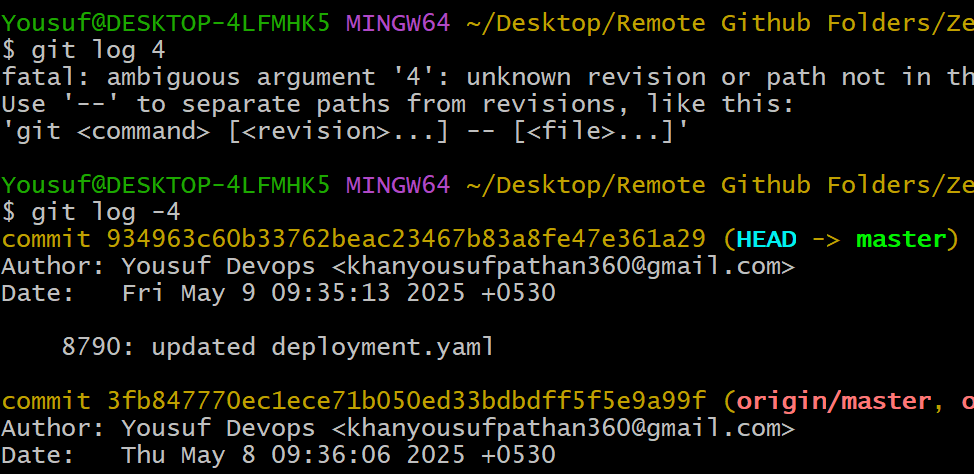 Yousuf@DESKTOP-4LFMHK5 MINGW64 ~/Desktop/Remote Github Folders/Ze
$ git log 4
fatal: ambiguous argument '4': unknown revision or path not in th
Use '--' to separate paths from revisions, like this:
'git <command> [<revision>...] -- [<file>...]'
Yousuf@DESKTOP-4LFMHK5 MINGW64 ~/Desktop/Remote Github Folders/Ze
$ git log -4
commit 934963c60b33762beac23467b83a8fe47e361a29 (HEAD -> master)
Author: Yousuf Devops <khanyousufpathan360@gmail.com>
Date:   Fri May 9 09:35:13 2025 +0530
    8790: updated deployment.yaml
commit 3fb847770ec1ece71b050ed33bdbdff5f5e9a99f (origin/master, o
Author: Yousuf Devops <khanyousufpathan360@gmail.com>
Date:   Thu May 8 09:36:06 2025 +0530